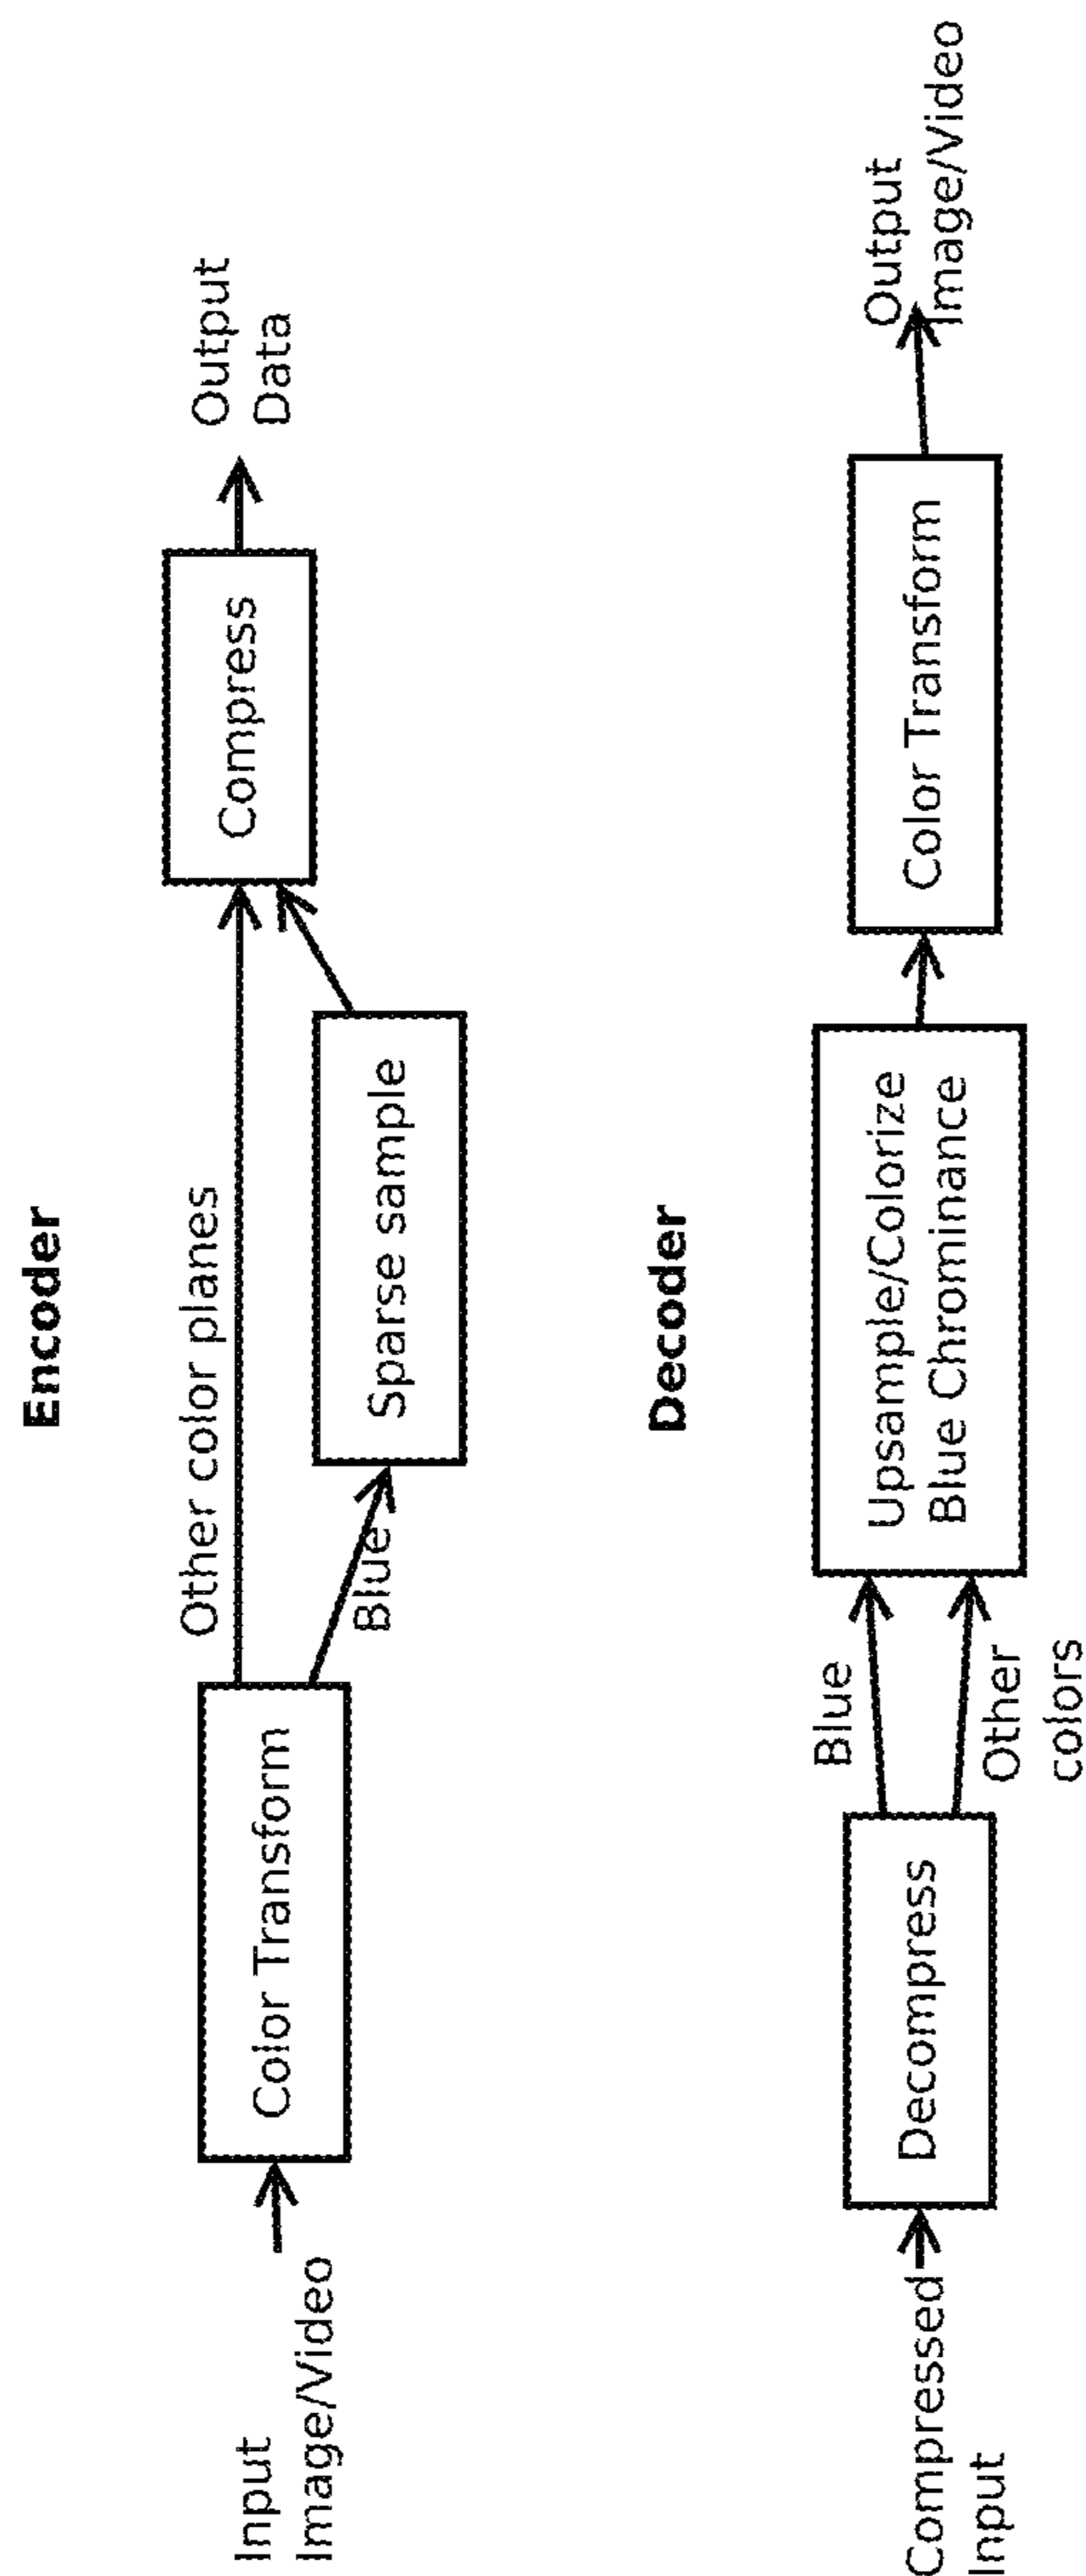 Encoder
Input
Image/Video
Color Transform
Other color planes
Blue
Sparse sample
Compress
Output
Data
Decoder
Compressed
Input
Decompress
Blue
Other
colors
Upsample/Colorize
Blue Chrominance
Color Transform
Output
Image/Video